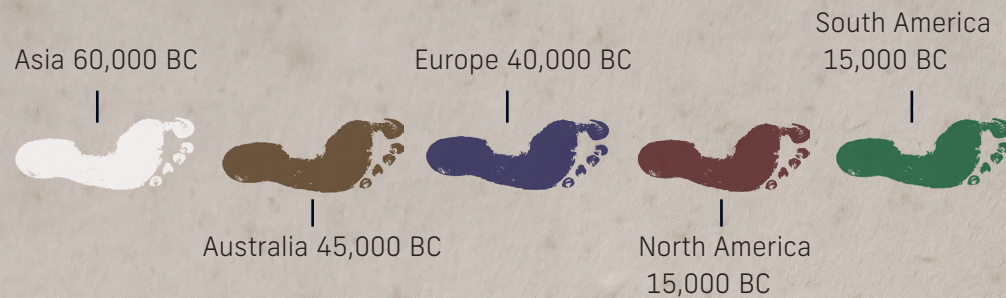 Asia 60,000 BC
Australia 45,000 BC
Europe 40,000 BC
North America
15,000 BC
South America
15,000 BC